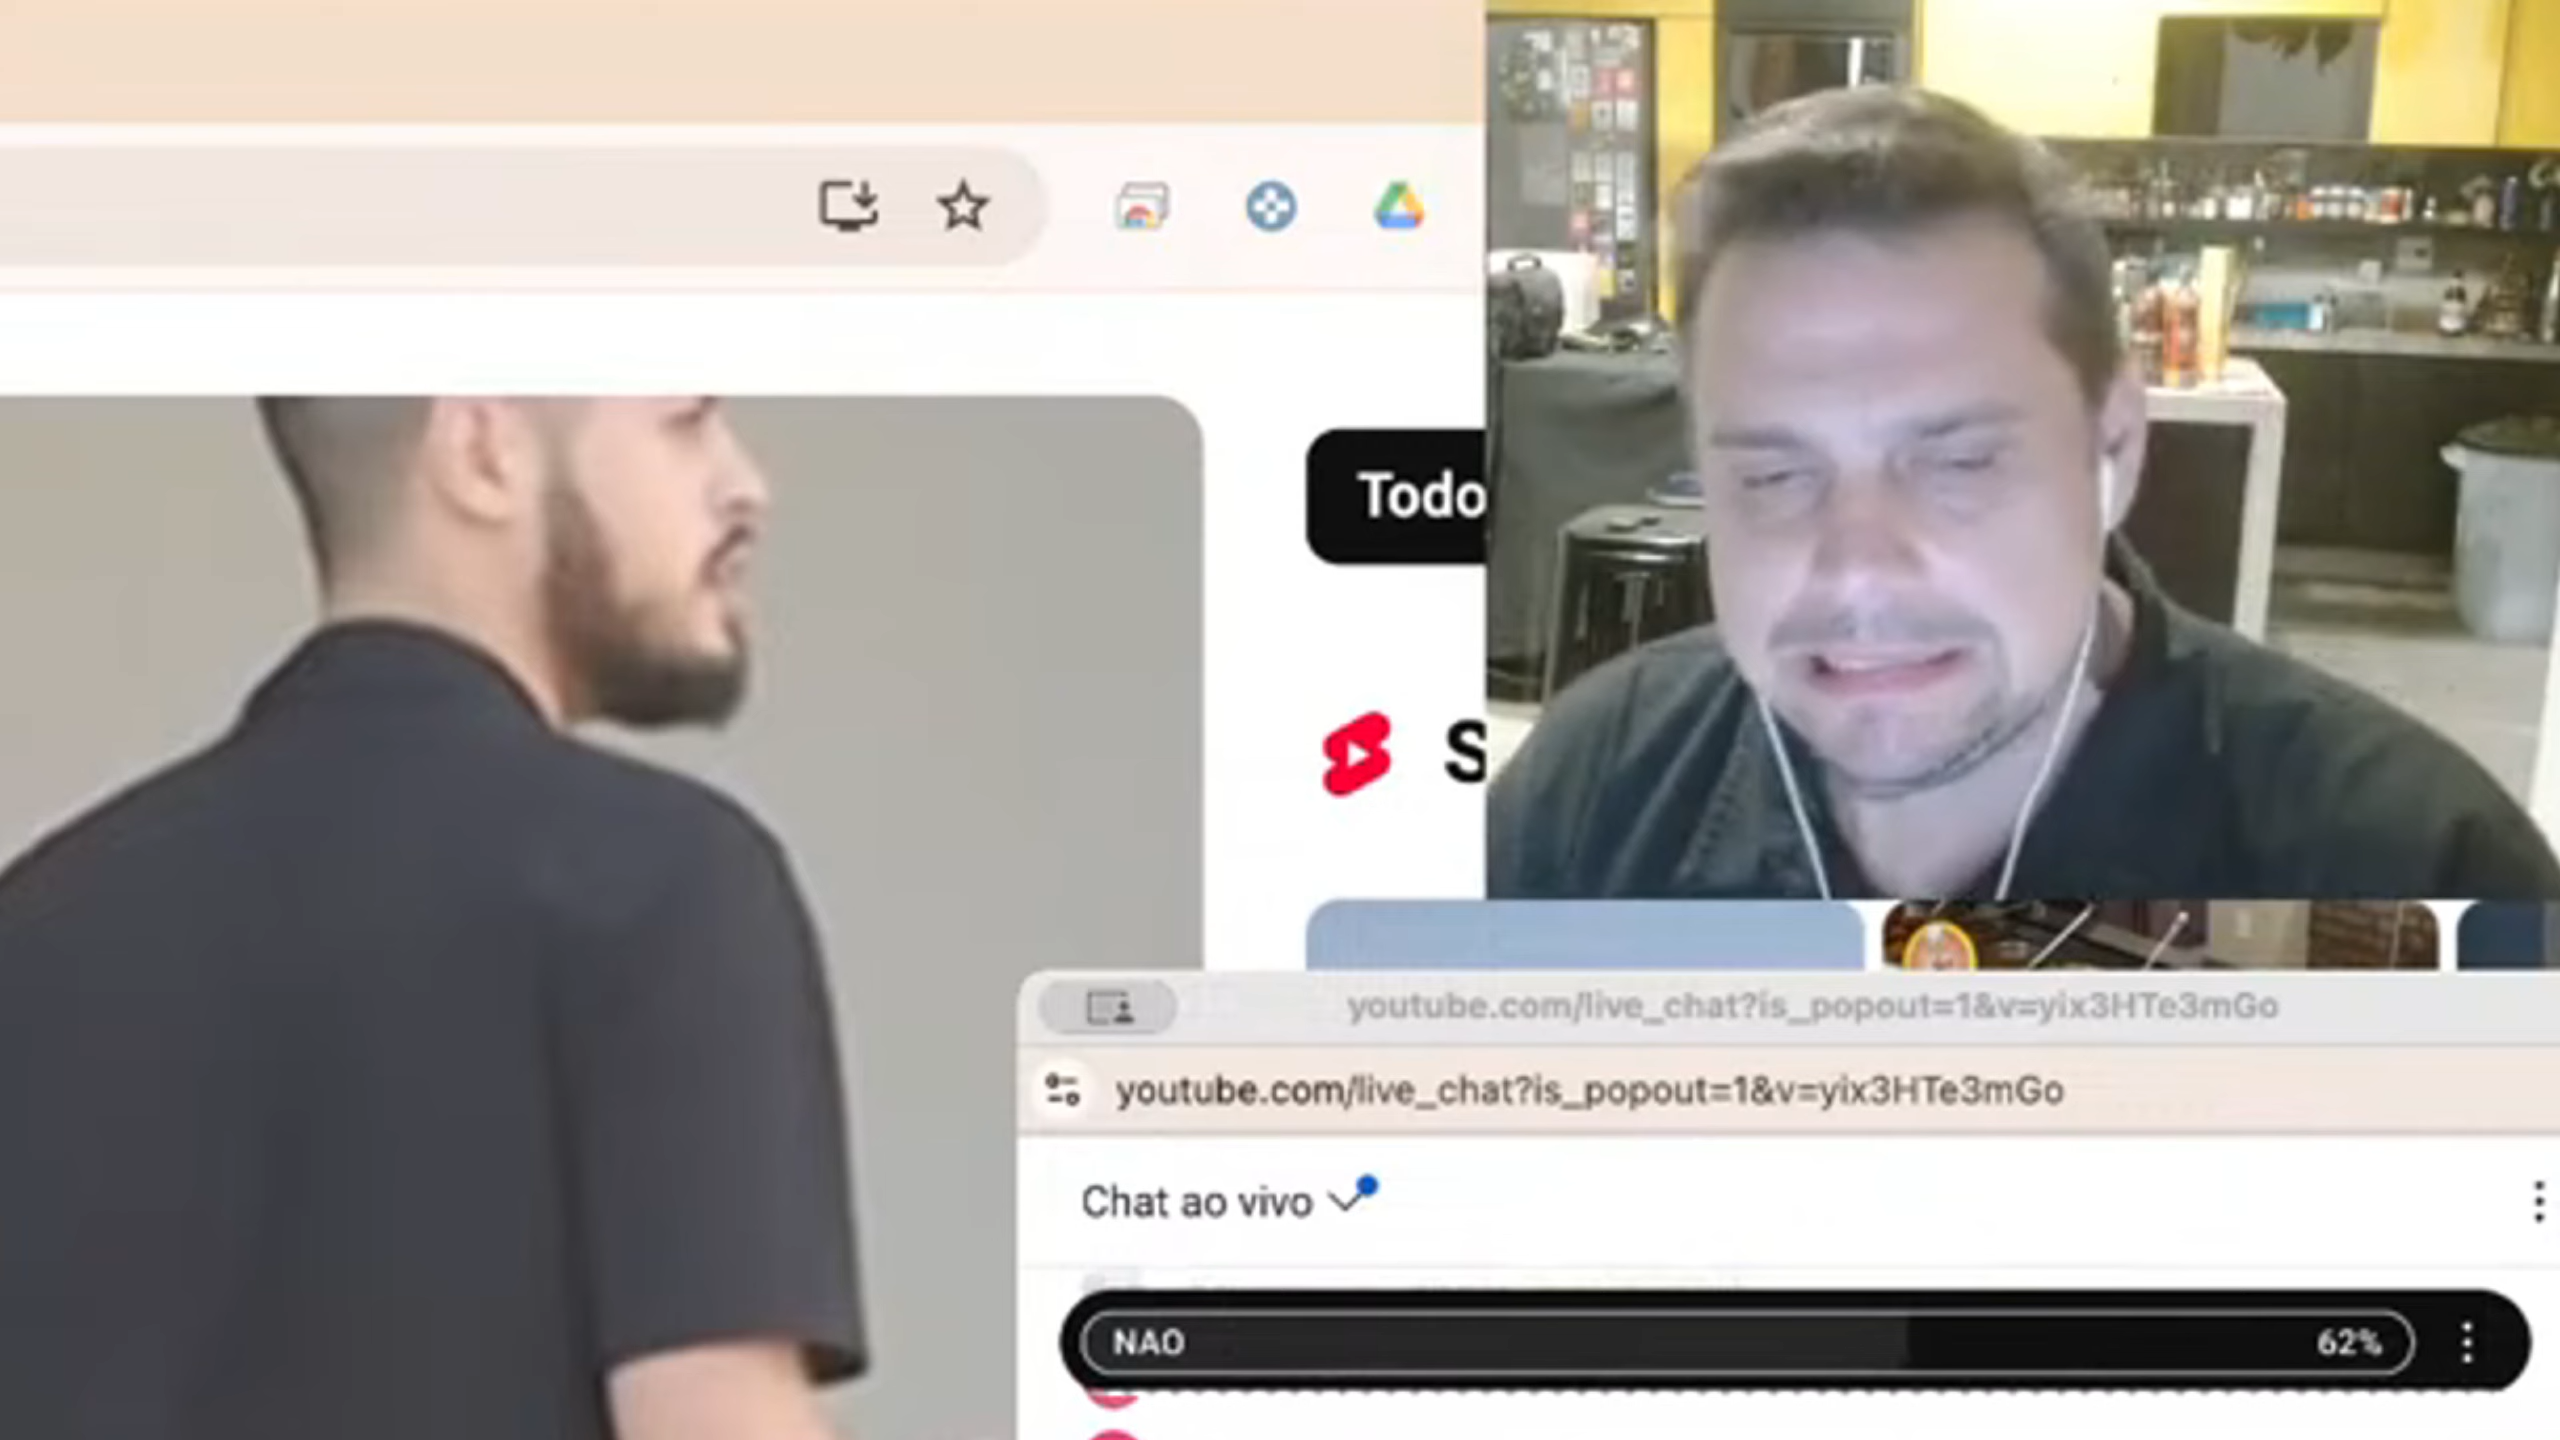 Todo
S
youtube.com/live_chat?is_popout=1&v=yix3HTe3mGo
youtube.com/live_chat?is_popout=1&v=yix3HTe3mGo
Chat ao vivo
NAO 62%